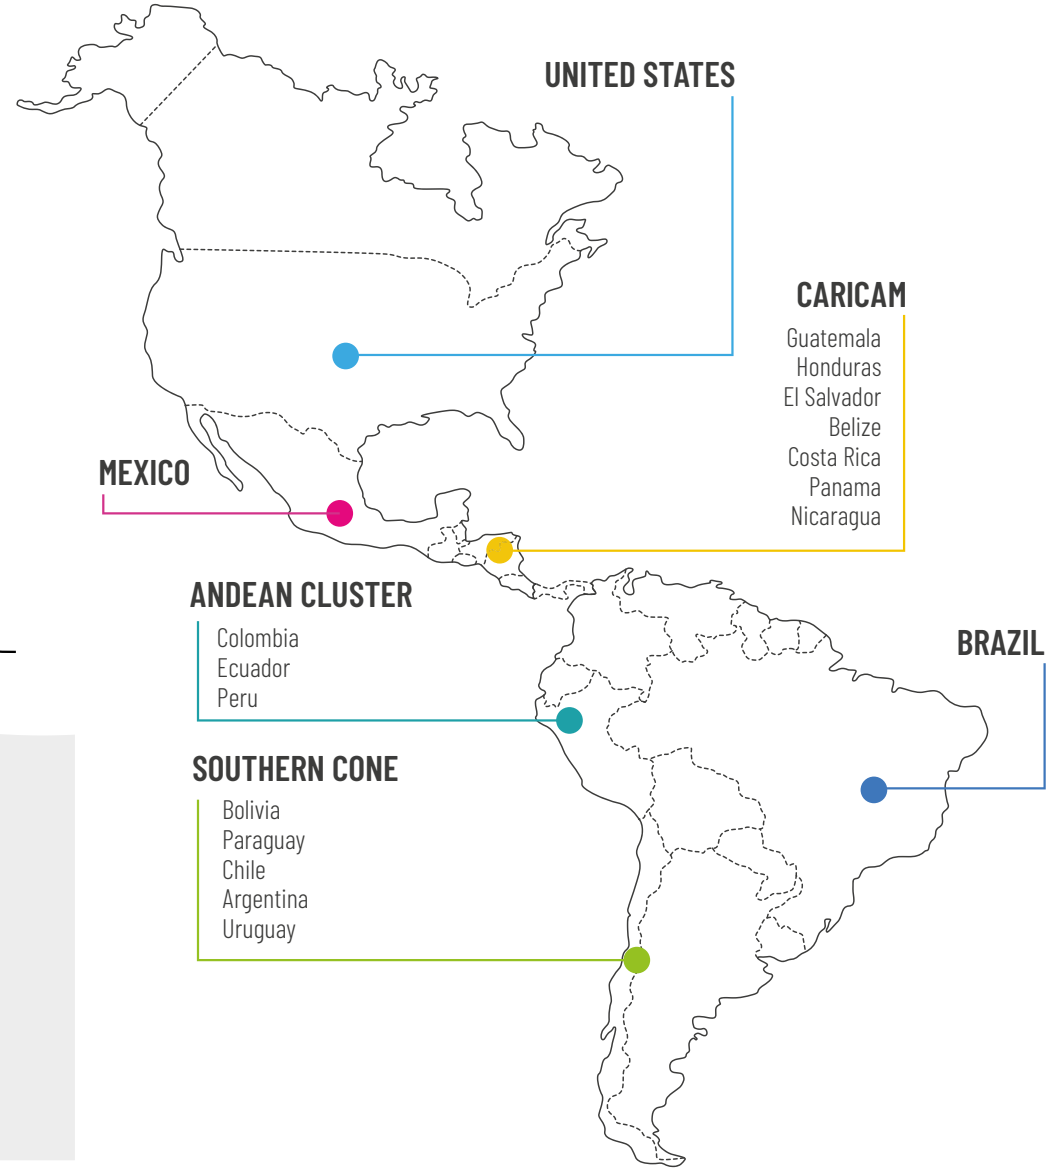 UNITED STATES
CARICAM
Guatemala
Honduras
El Salvador
Belize
Costa Rica
Panama
Nicaragua
MEXICO
ANDEAN CLUSTER
Colombia
Ecuador
Peru
BRAZIL
SOUTHERN CONE
Bolivia
Paraguay
Chile
Argentina
Uruguay